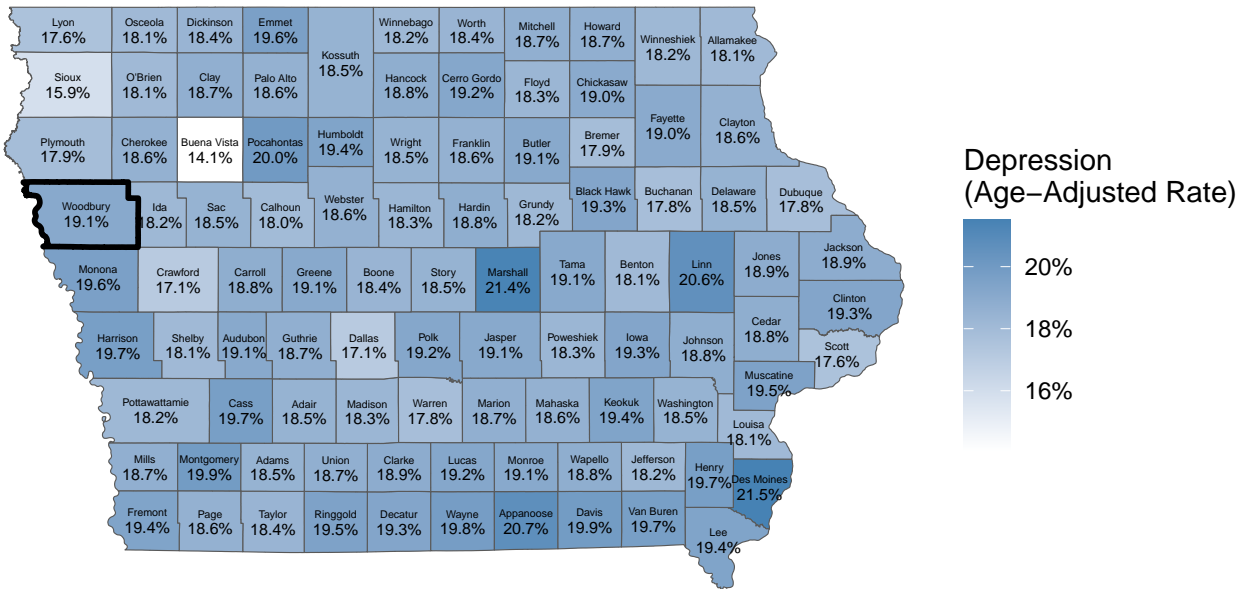 Lyon
17.6%
Osceola
18.1%
Dickinson
18.4%
Emmet
19.6%
Kossuth
18.5%
Winnebago
18.2%
Worth
18.4%
Mitchell
18.7%
Howard
18.7%
Winneshiek
18.2%
Allamakee
18.1%
Sioux
15.9%
O'Brien
18.1%
Clay
18.7%
Palo Alto
18.6%
Hancock
18.8%
Cerro Gordo
19.2%
Floyd
18.3%
Chickasaw
19.0%
Fayette
19.0%
Clayton
18.6%
Plymouth
17.9%
Cherokee
18.6%
Buena Vista
14.1%
Pocahontas
20.0%
Humboldt
19.4%
Wright
18.5%
Franklin
18.6%
Butler
19.1%
Bremer
17.9%
Woodbury
19.1%
Ida
18.2%
Sac
18.5%
Calhoun
18.0%
Webster
18.6%
Hamilton
18.3%
Hardin
18.8%
Grundy
18.2%
Black Hawk
19.3%
Buchanan
17.8%
Delaware
18.5%
Dubuque
17.8%
Monona
19.6%
Crawford
17.1%
Carroll
18.8%
Greene
19.1%
Boone
18.4%
Story
18.5%
Marshall
21.4%
Tama
19.1%
Benton
18.1%
Linn
20.6%
Jones
18.9%
Jackson
18.9%
Clinton
19.3%
Harrison
19.7%
Shelby
18.1%
Audubon
19.1%
Guthrie
18.7%
Dallas
17.1%
Polk
19.2%
Jasper
19.1%
Poweshiek
18.3%
Iowa
19.3%
Johnson
18.8%
Cedar
18.8%
Scott
17.6%
Muscatine
19.5%
Pottawattamie
18.2%
Cass
19.7%
Adair
18.5%
Madison
18.3%
Warren
17.8%
Marion
18.7%
Mahaska
18.6%
Keokuk
19.4%
Washington
18.5%
Louisa
18.1%
Mills
18.7%
Montgomery
19.9%
Adams
18.5%
Union
18.7%
Clarke
18.9%
Lucas
19.2%
Monroe
19.1%
Wapello
18.8%
Jefferson
18.2%
Henry
19.7%
Des Moines
21.5%
Fremont
19.4%
Page
18.6%
Taylor
18.4%
Ringgold
19.5%
Decatur
19.3%
Wayne
19.8%
Appanoose
20.7%
Davis
19.9%
Van Buren
19.7%
Lee
19.4%
Depression
(Age−Adjusted Rate)
20%
18%
16%